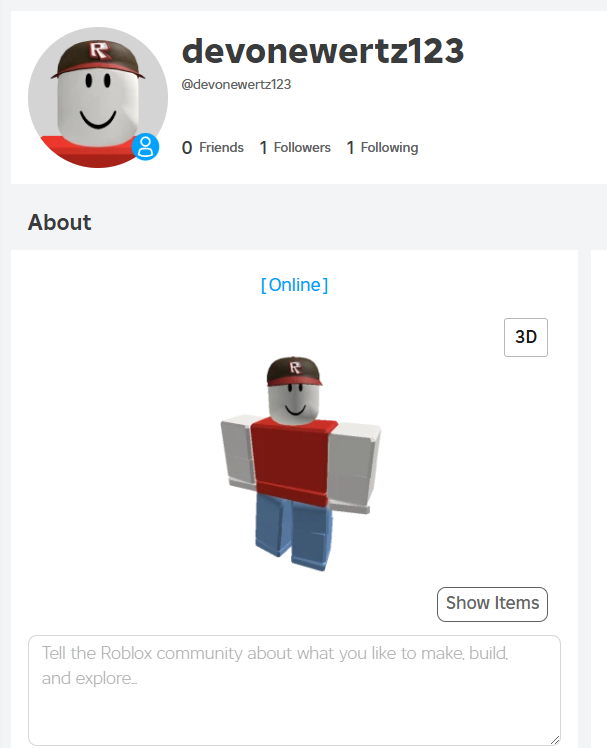 devonewertz123
@devonewertz123
0 Friends 1 Followers 1 Following
About
[ Online ]
3D
R
R
Show Items
Tell the Roblox community about what you like to make, build,
and explore...